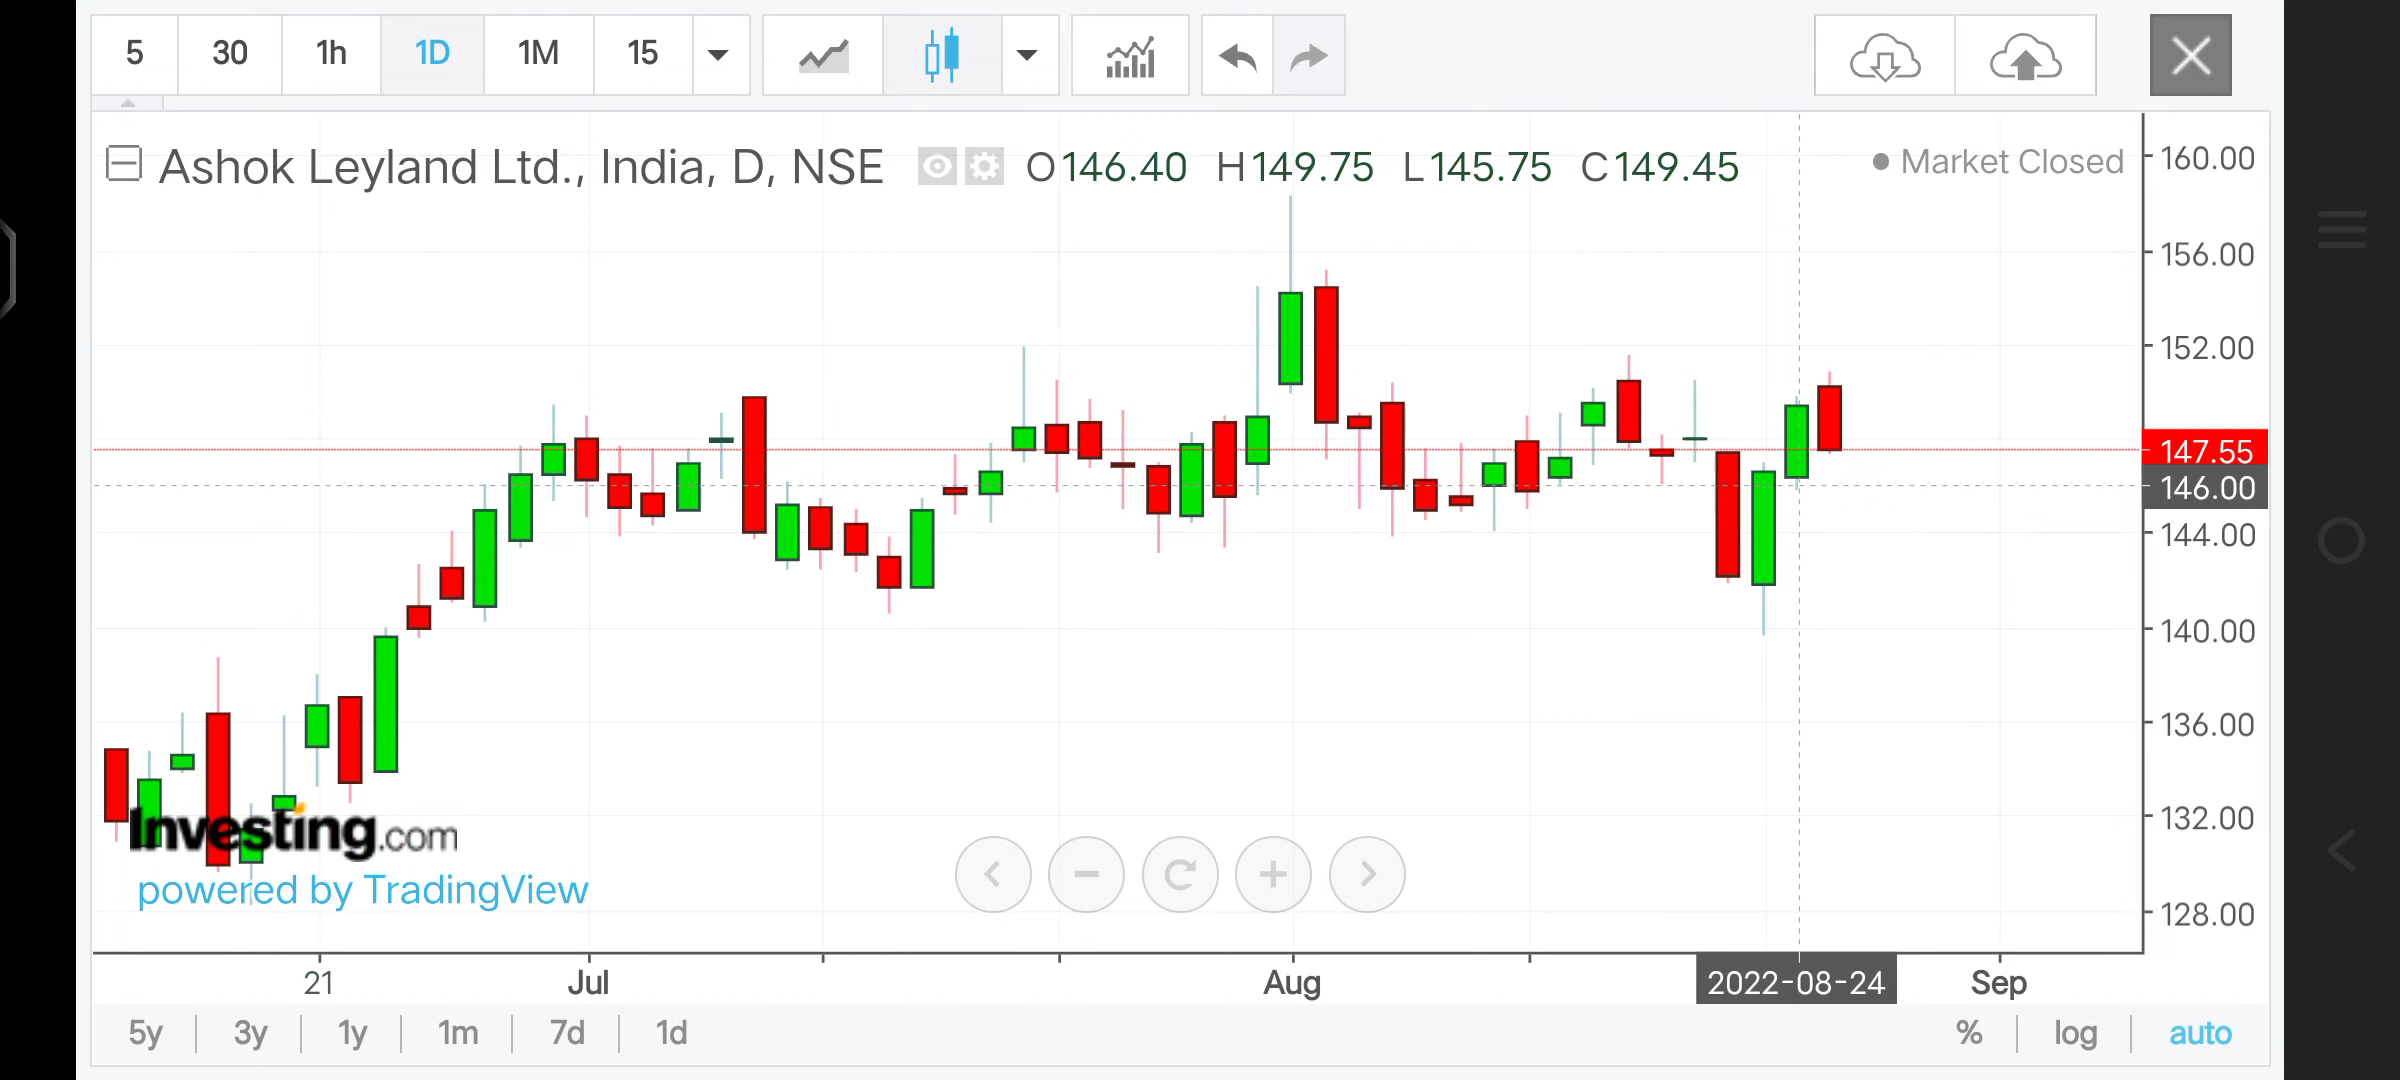 5 30 1h 1D 1M 15
Ashok Leyland Ltd., India, D, NSE O146.40 H149.75 L145.75 C149.45 Market Closed
160.00
156.00
152.00
147.55
146.00
144.00
140.00
136.00
132.00
128.00
Investing.com
powered by TradingView
21 Jul Aug 2022-08-24 Sep
5y 3y 1y 1m 7d 1d % log auto